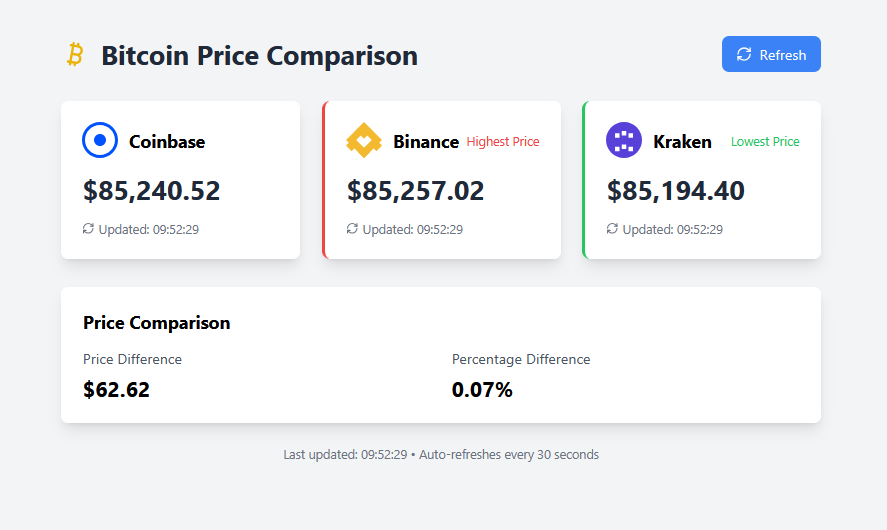 Bitcoin Price Comparison
Refresh
Coinbase
$85,240.52
Updated: 09:52:29
Binance Highest Price
$85,257.02
Updated: 09:52:29
Kraken Lowest Price
$85,194.40
Updated: 09:52:29
Price Comparison
Price Difference
$62.62
Percentage Difference
0.07%
Last updated: 09:52:29 • Auto-refreshes every 30 seconds